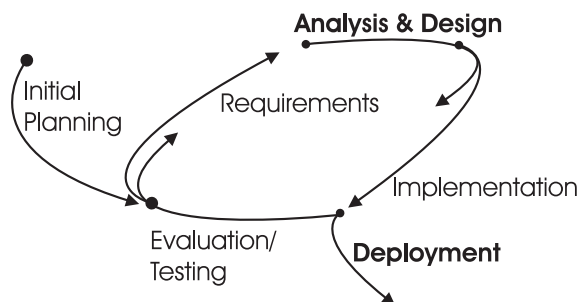 Analysis & Design
Initial
Planning
Requirements
Implementation
Evaluation/
Testing
Deployment